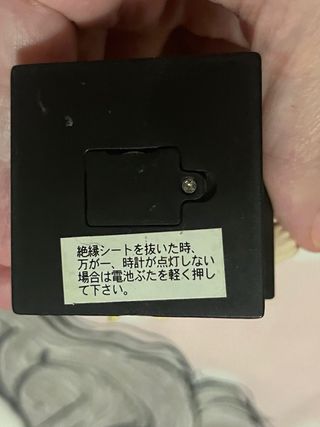 絶縁シートを抜いた時、
万が一、時計が点灯しない
場合は電池ぶたを軽く押し
て下さい。